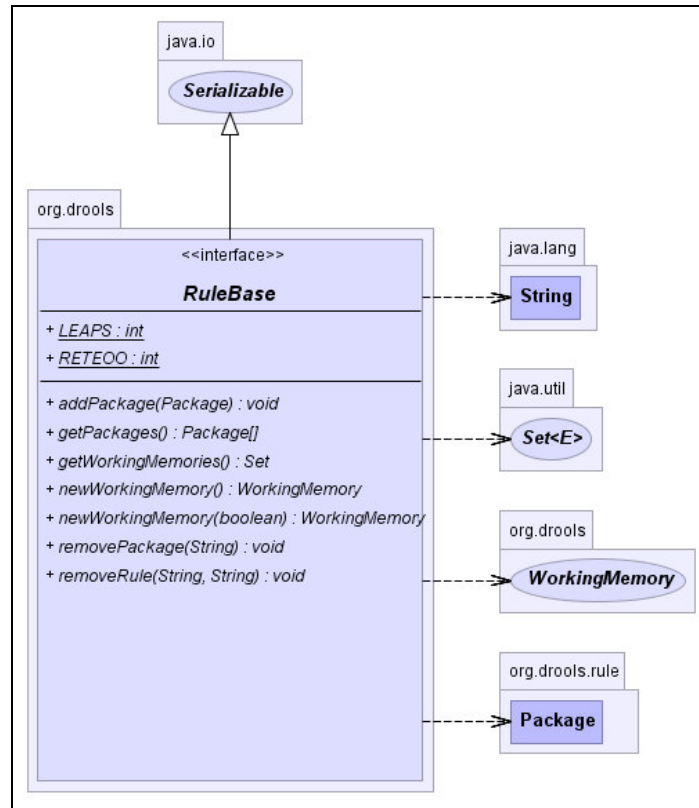 java.io
Serializable
org.drools
<<interface>>
RuleBase
+ LEAPS : int
+ RETEOO : int
+ addPackage(Package) : void
+ getPackages() : Package[]
+ getWorkingMemories() : Set
+ newWorkingMemory() : WorkingMemory
+ newWorkingMemory(boolean) : WorkingMemory
+ removePackage(String) : void
+ removeRule(String, String) : void
java.lang
String
java.util
Set<E>
org.drools
WorkingMemory
org.drools.rule
Package